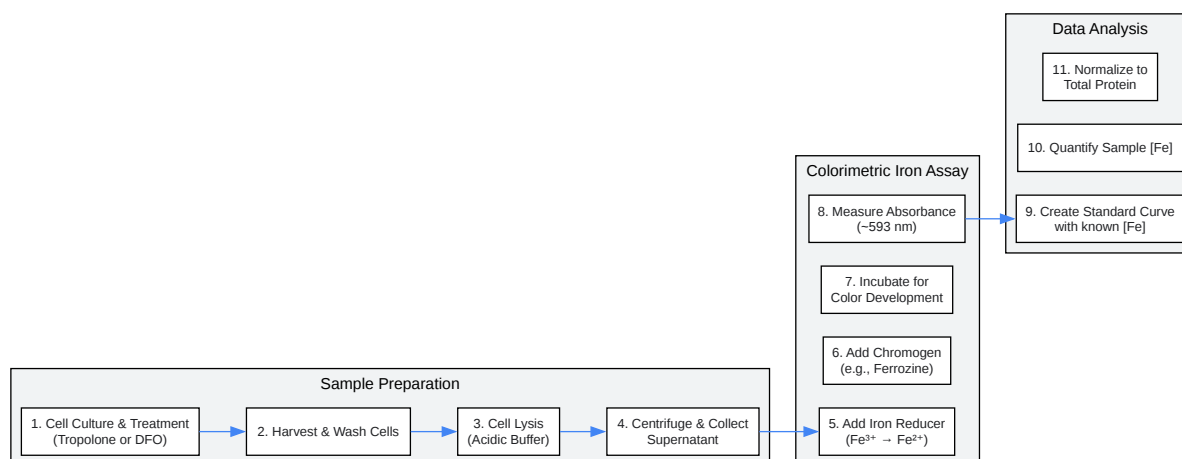 Sample Preparation
1. Cell Culture & Treatment
(Tropolone or DFO)
2. Harvest & Wash Cells
3. Cell Lysis
(Acidic Buffer)
4. Centrifuge & Collect
Supernatant
Colorimetric Iron Assay
5. Add Iron Reducer
(Fe³⁺ → Fe²⁺)
6. Add Chromogen
(e.g., Ferrozine)
7. Incubate for
Color Development
8. Measure Absorbance
(~593 nm)
Data Analysis
9. Create Standard Curve
with known [Fe]
10. Quantify Sample [Fe]
11. Normalize to
Total Protein